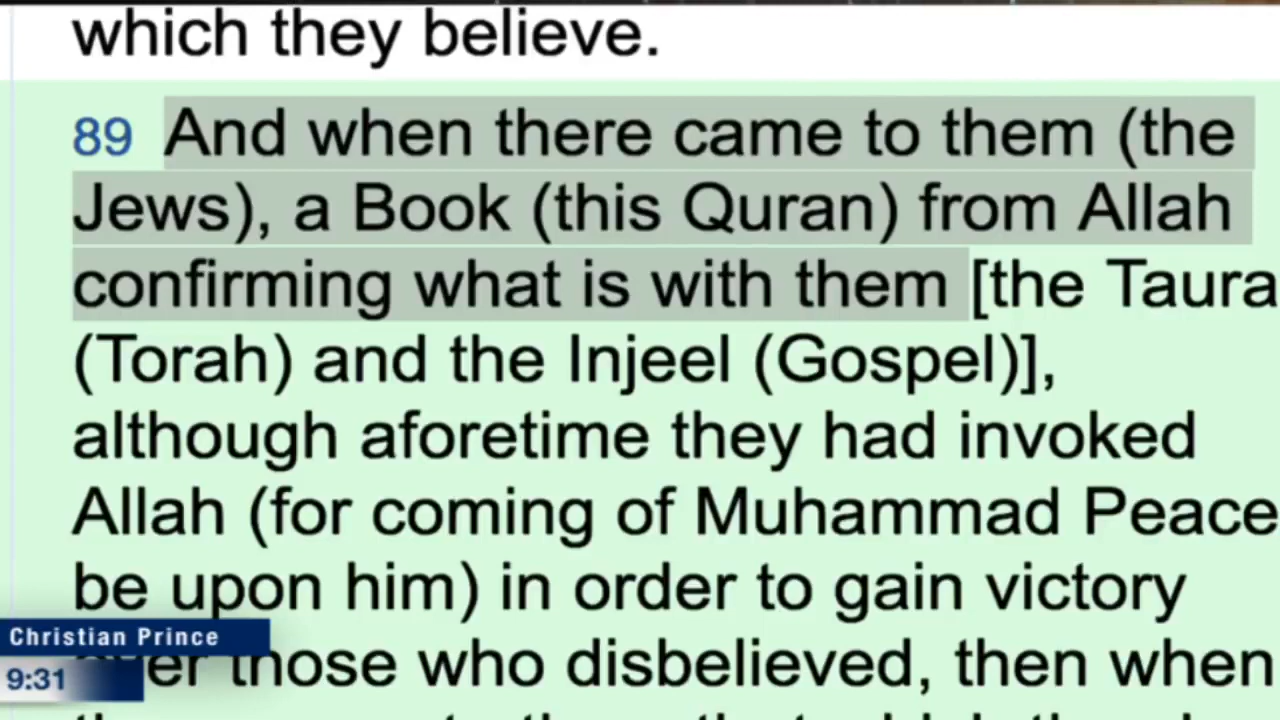 which they believe.
89 And when there came to them (the
Jews), a Book (this Quran) from Allah
confirming what is with them [the Taura
(Torah) and the Injeel (Gospel)],
although aforetime they had invoked
Allah (for coming of Muhammad Peace
be upon him) in order to gain victory
Christian Prince
over those who disbelieved, then when
9:31